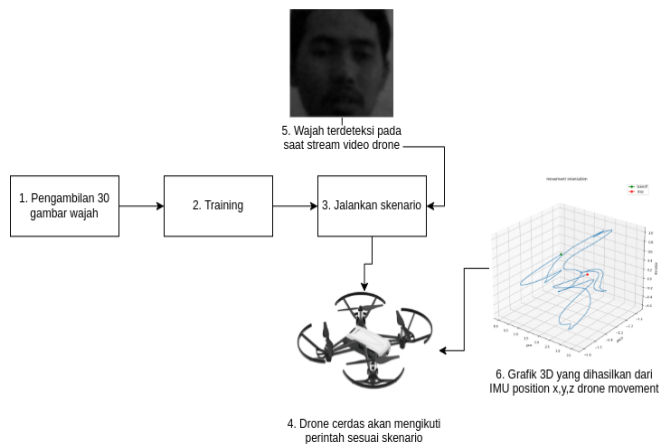 5. Wajah terdeteksi pada
saat stream video drone
1. Pengambilan 30
gambar wajah
2. Training
3. Jalankan skenario
4. Drone cerdas akan mengikuti
perintah sesuai skenario
6. Grafik 3D yang dihasilkan dari
IMU position x,y,z drone movement